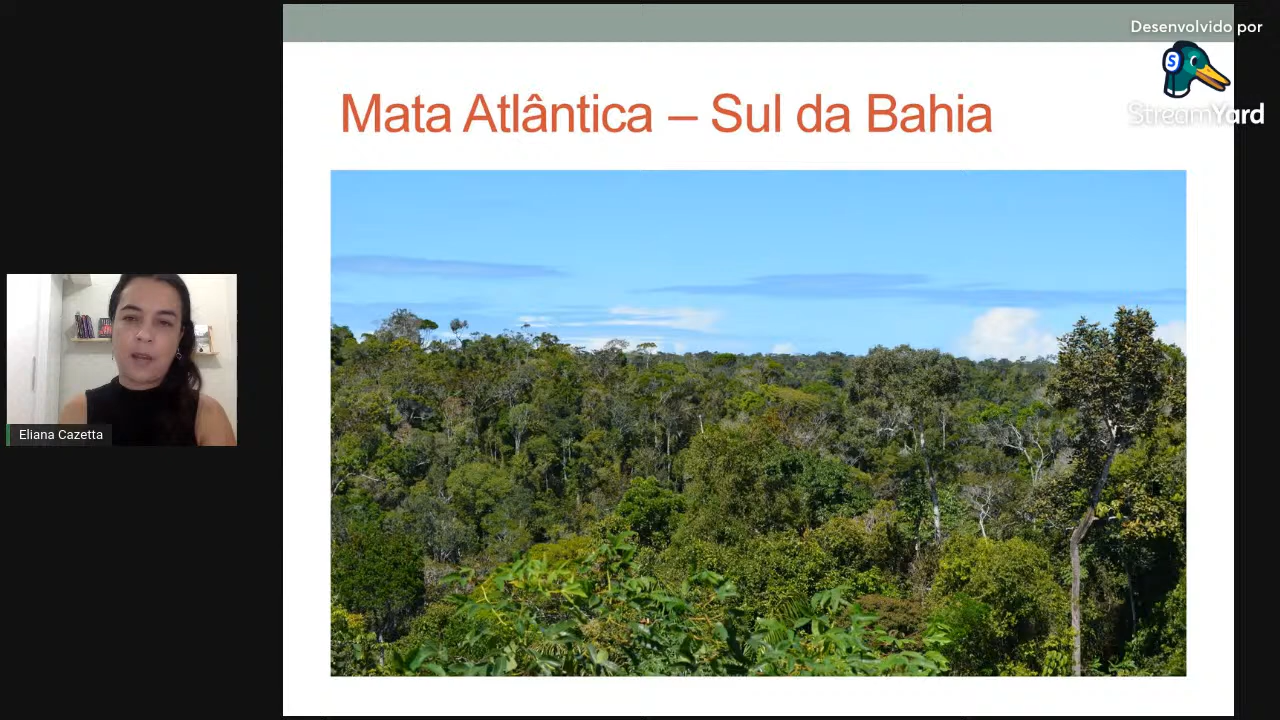 Desenvolvido por
S
StreamYard
Mata Atlântica – Sul da Bahia
Eliana Cazetta